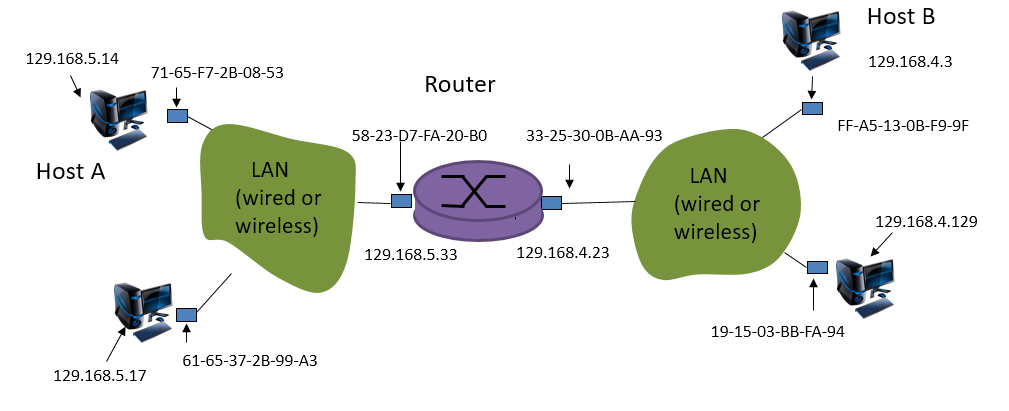 Host B
129.168.5.14
129.168.4.3
71-65-F7-2B-08-53
Router
FF-A5-13-0B-F9-9F
58-23-D7-FA-20-B0
33-25-30-0B-AA-93
Host A
LAN
(wired or
wireless)
LAN
(wired or
wireless)
129.168.4.129
129.168.5.33
129.168.4.23
19-15-03-BB-FA-94
61-65-37-2B-99-A3
129.168.5.17